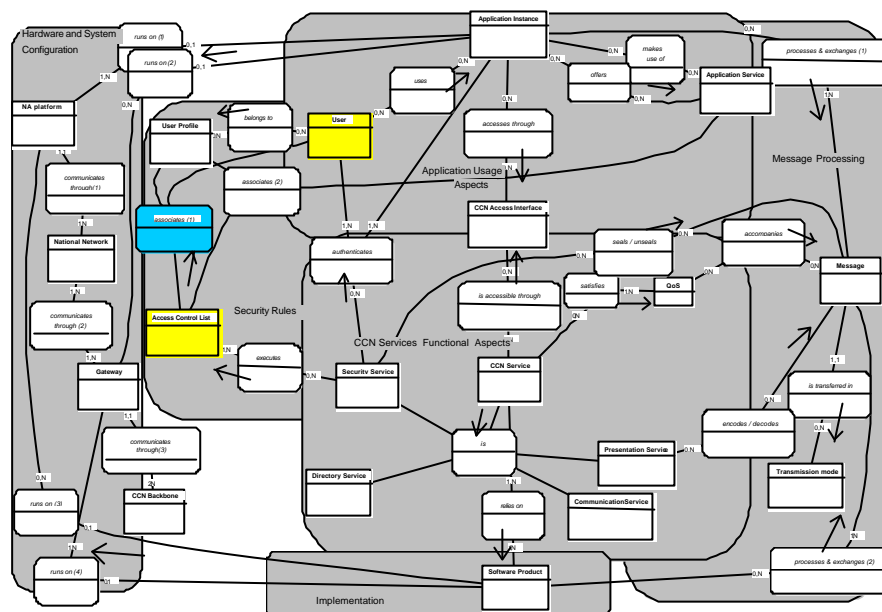 Hardware and System
Configuration
runs on (1)
0,1
Application Instance
runs on (2)
0,1
1,N
0,N
0,N
0,N
makes
use of
0,N
processes & exchanges (1)
uses
offers
0,N
Application Service
1,N
NA platform
0,N
User Profile
belongs to
0,N
0,N
User
0,N
0,N
accesses through
1,1
communicates
through(1)
associates (2)
Application Usage
Aspects
0,N
Message Processing
associates (1)
CCN Access Interface
1,N
National Network
1,N
authenticates
1,N
seals / unseals
0,N
accompanies
1,N
0,N
0,N
0,N
0,N
0,N
Message
is accessible through
satisfies
1,N
QoS
communicates
through (2)
Access Control List
Security Rules
0,N
CCN Services Functional Aspects
1,N
executes
1,N
Gateway
0,N
Security Service
CCN Service
1,1
is transferred in
1,1
communicates
through(3)
is
Presentation Service
0,N
encodes / decodes
0,N
0,N
Directory Service
1,N
Transmission mode
2,N
CCN Backbone
CommunicationService
runs on (3)
0,1
relies on
1,N
runs on (4)
0,1
Software Product
0,N
processes & exchanges (2)
1,N
Implementation